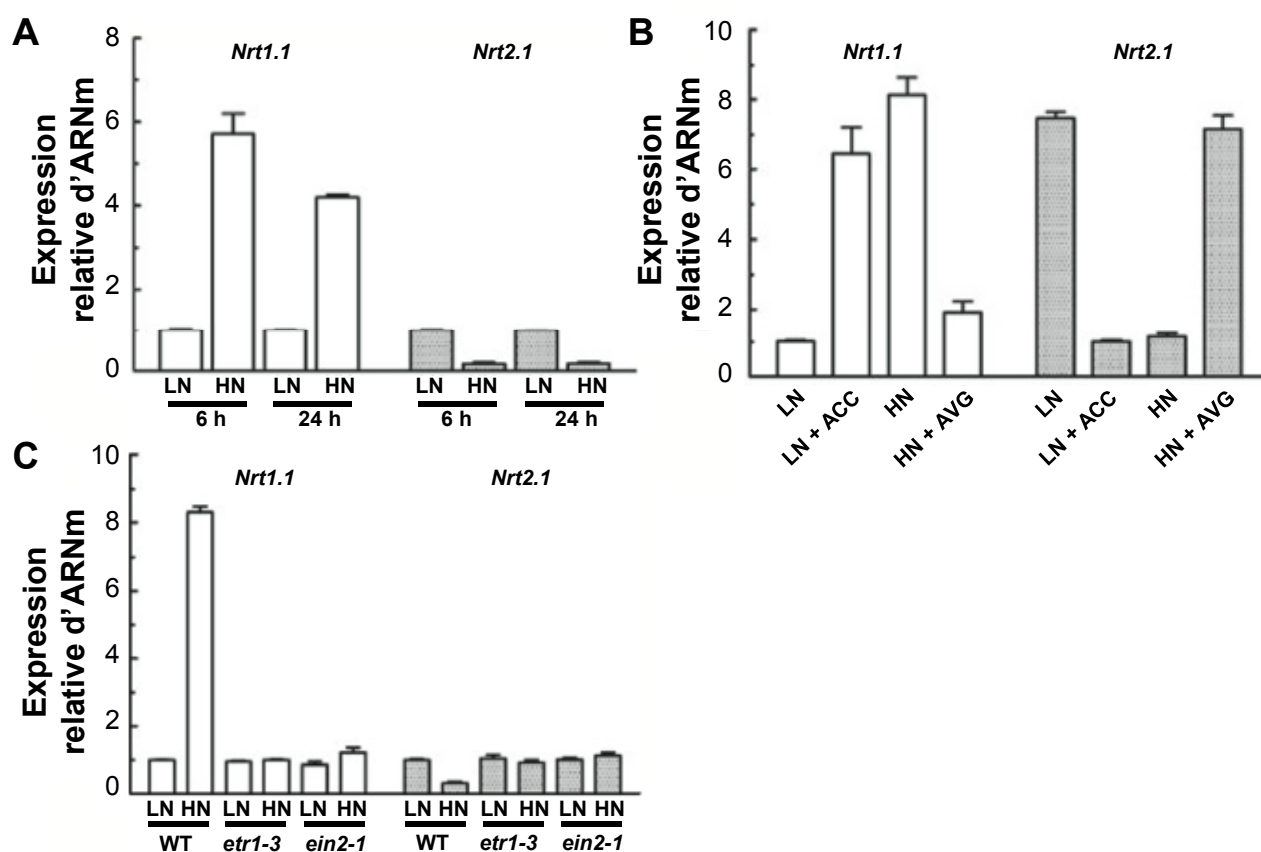 A
Expression
relative d'ARNm
8
6
4
2
0
Nrt1.1
Nrt2.1
LN HN LN HN LN HN LN HN
6 h 24 h 6 h 24 h
B
Expression
relative d'ARNm
10
8
6
4
2
0
Nrt1.1
Nrt2.1
LN
LN + ACC
HN
HN + AVG
LN
LN + ACC
HN
HN + AVG
C
Expression
relative d'ARNm
10
8
6
4
2
0
Nrt1.1
Nrt2.1
LN HN LN HN LN HN LN HN LN HN LN HN
WT etr1-3 ein2-1 WT etr1-3 ein2-1